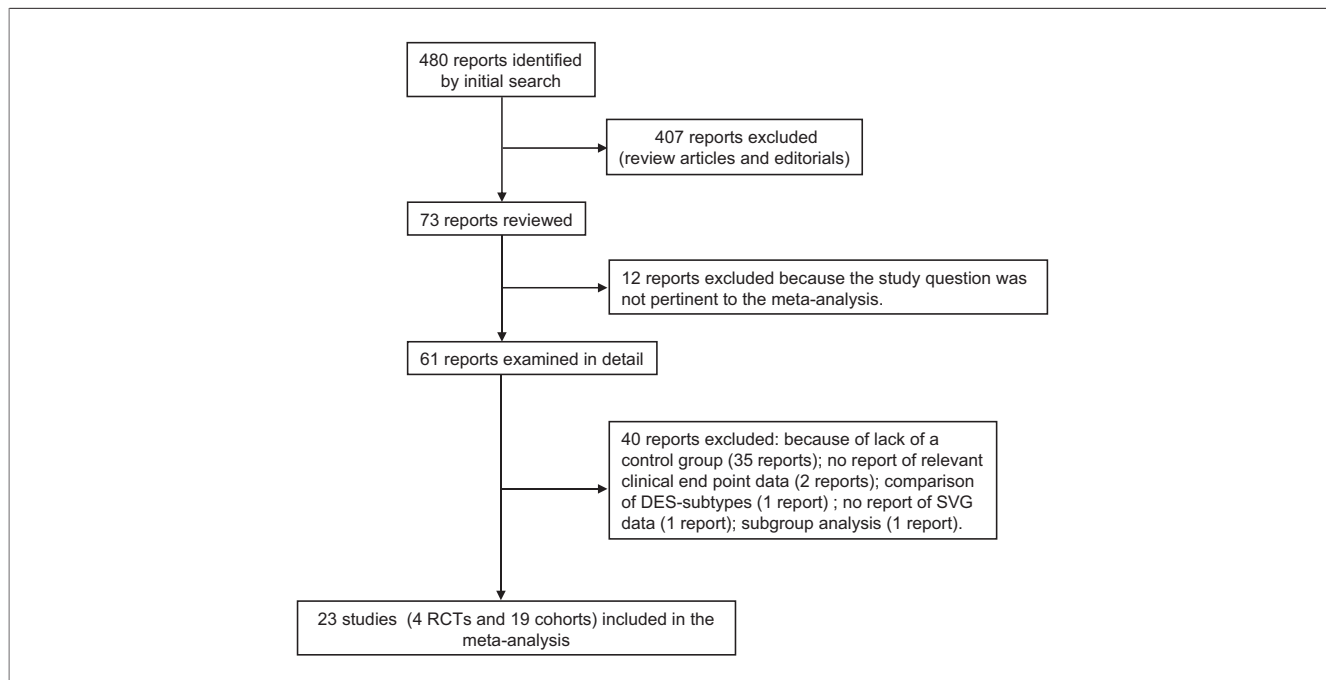 480 reports identified
by initial search
407 reports excluded
(review articles and editorials)
73 reports reviewed
12 reports excluded because the study question was
not pertinent to the meta-analysis.
61 reports examined in detail
40 reports excluded: because of lack of a
control group (35 reports); no report of relevant
clinical end point data (2 reports); comparison
of DES-subtypes (1 report) ; no report of SVG
data (1 report); subgroup analysis (1 report).
23 studies (4 RCTs and 19 cohorts) included in the
meta-analysis